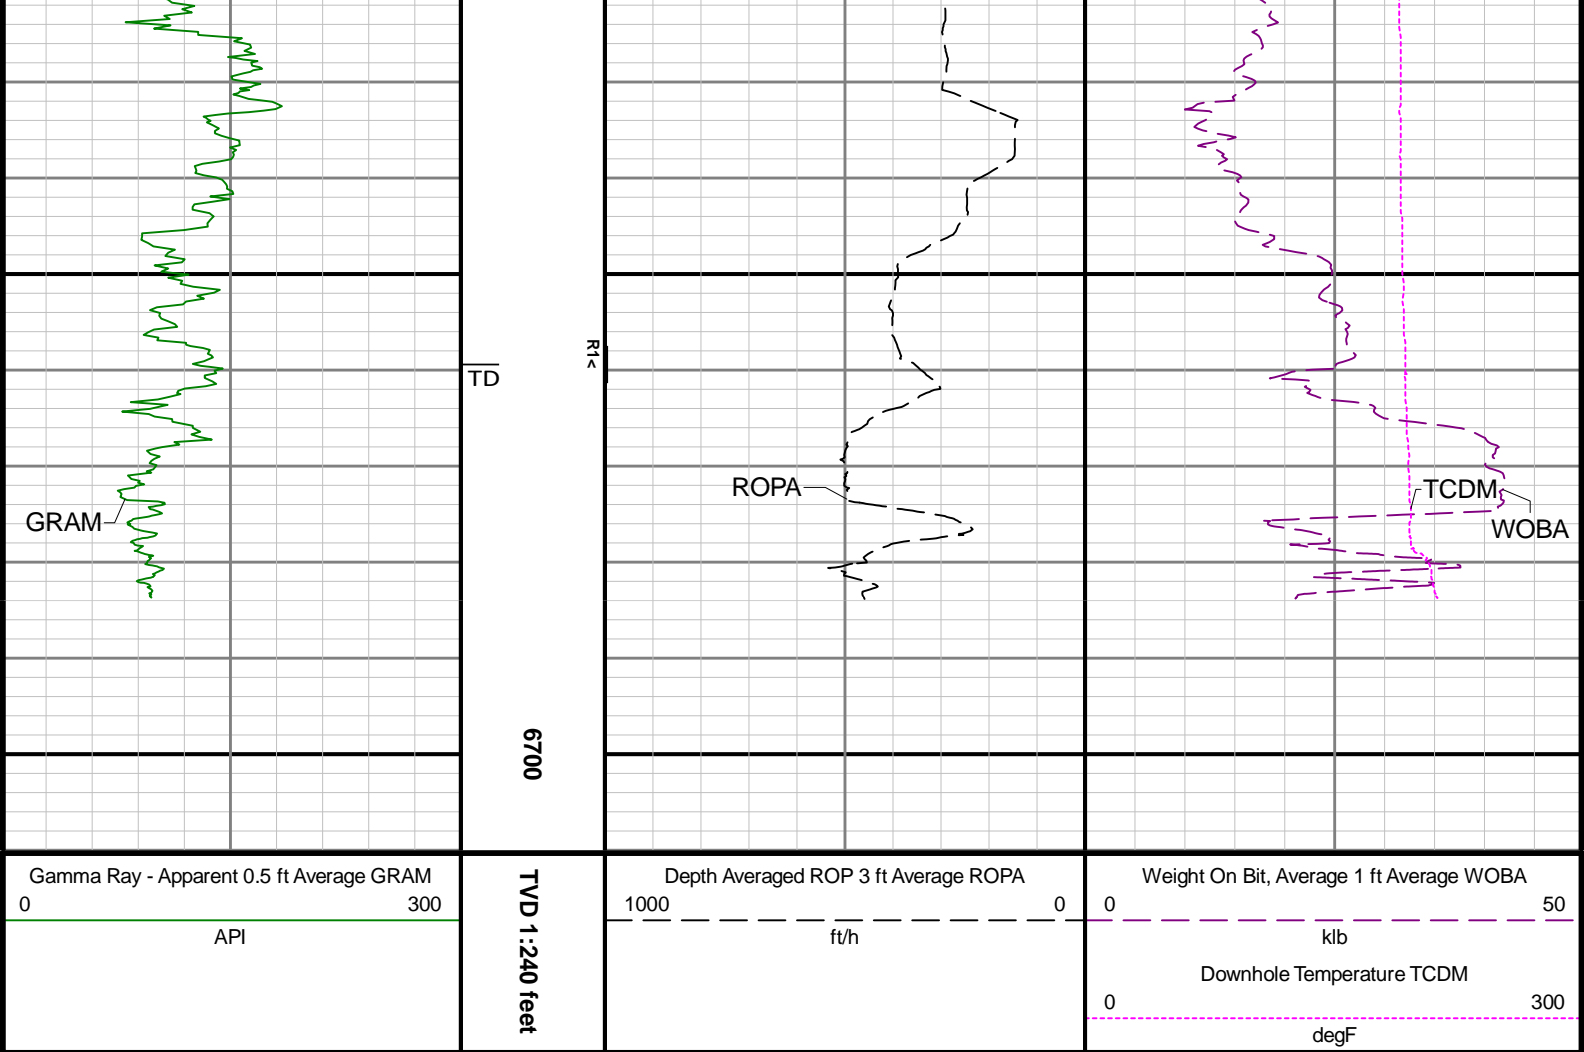 R1<
TD
ROPA
TCDM
GRAM
WOBA
6700
Gamma Ray - Apparent 0.5 ft Average GRAM
0 300
API
TVD 1:240 feet
Depth Averaged ROP 3 ft Average ROPA
1000 0
ft/h
Weight On Bit, Average 1 ft Average WOBA
0 50
klb
Downhole Temperature TCDM
0 300
degF